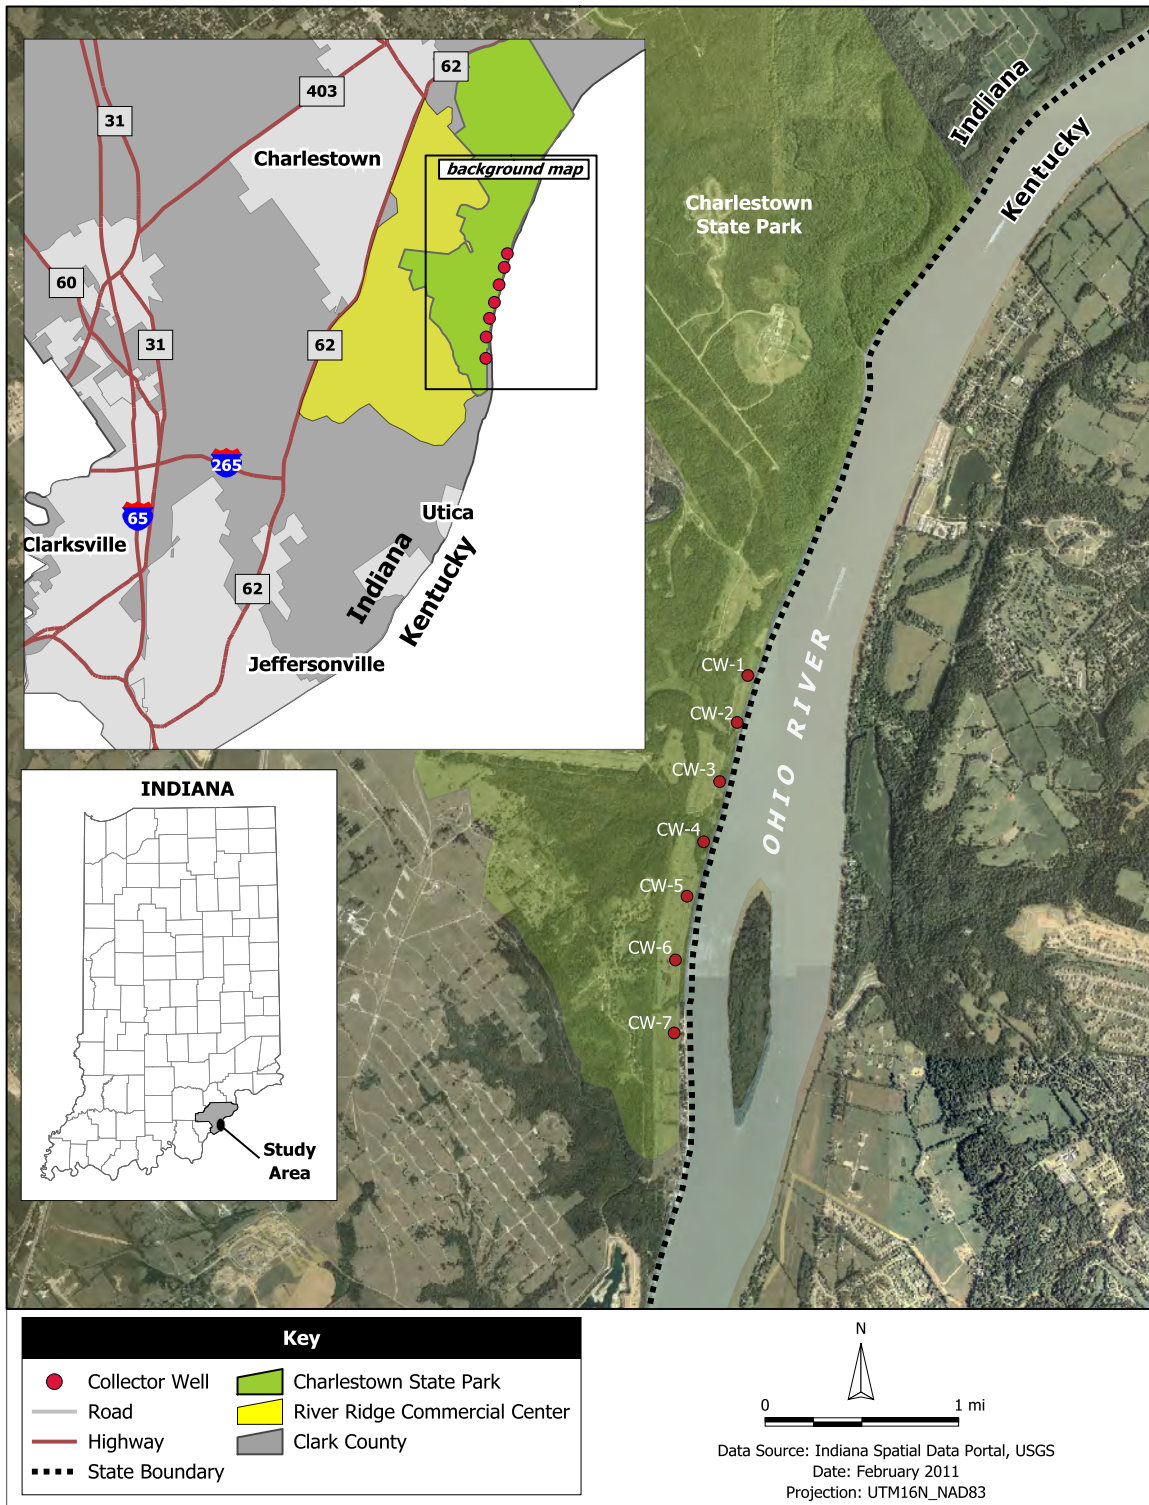 62
403
31
Charlestown
background map
60
31
62
265
65
Utica
Clarksville
Indiana
Kentucky
62
Jeffersonville
Indiana
Kentucky
Charlestown
State Park
CW-1
CW-2
CW-3
CW-4
CW-5
CW-6
CW-7
OHIO RIVER
INDIANA
Study
Area
Key
Collector Well
Road
Highway
State Boundary
Charlestown State Park
River Ridge Commercial Center
Clark County
N
0 1 mi
Data Source: Indiana Spatial Data Portal, USGS
Date: February 2011
Projection: UTM16N_NAD83